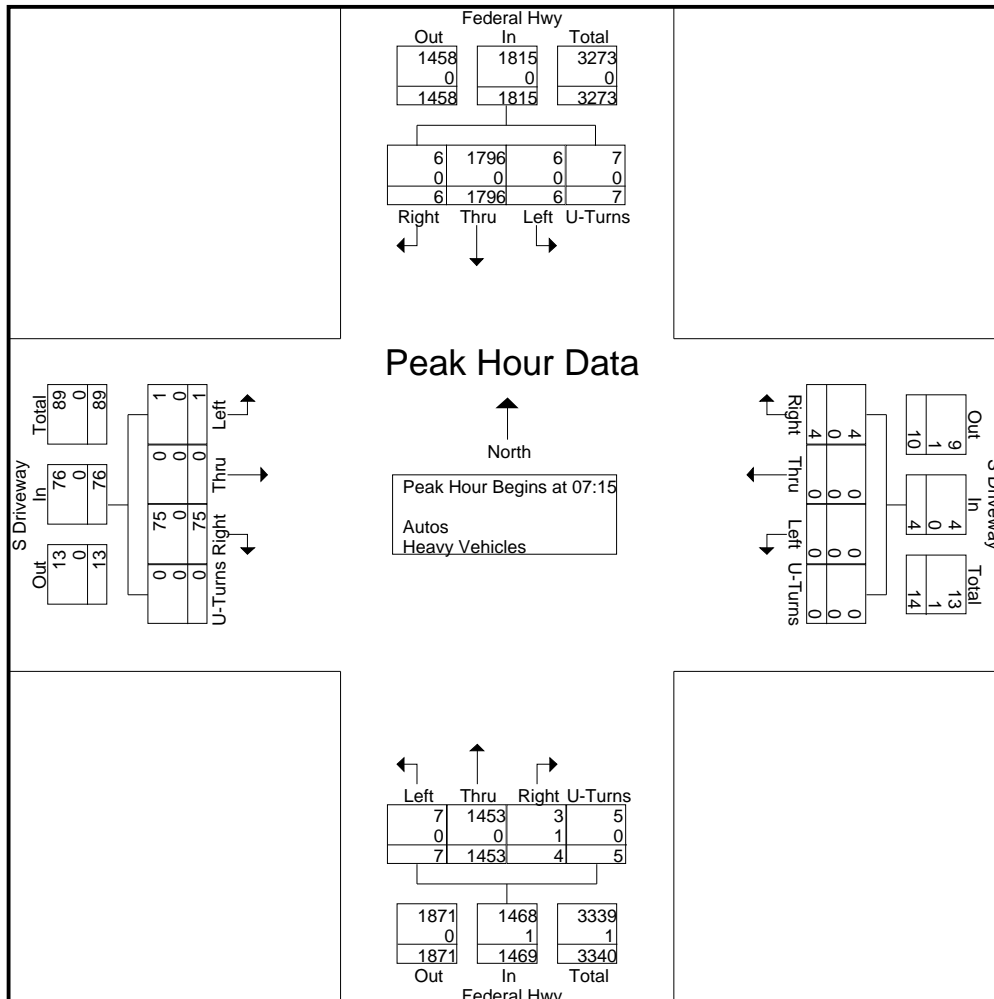 Federal Hwy
Out In Total
1458 1815 3273
0 0 0
1458 1815 3273
6 1796 6 7
0 0 0 0
6 1796 6 7
Right Thru Left U-Turns
Peak Hour Data
North
Peak Hour Begins at 07:15
Autos
Heavy Vehicles
S Driveway
Out In Total
13 76 89
0 0 0
13 76 89
U-Turns Right Thru Left
0 75 0 1
0 0 0 0
0 75 0 1
Out In Total
9 4 13
1 0 1
10 4 14
Right Thru Left U-Turns
4 0 0 0
0 0 0 0
4 0 0 0
Driveway
Left Thru Right U-Turns
7 1453 3 5
0 0 1 0
7 1453 4 5
1871 1468 3339
0 1 1
1871 1469 3340
Out In Total
Federal Hwy